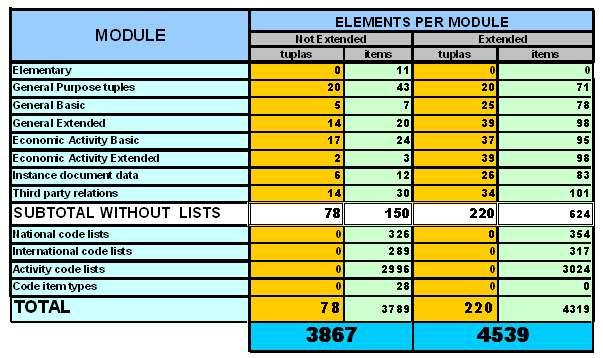 MODULE ELEMENTS PER MODULE
Not Extended Extended
tuplas items tuplas items
Elementary 0 11 0 0
General Purpose tuples 20 43 20 71
General Basic 5 7 25 78
General Extended 14 20 39 98
Economic Activity Basic 17 24 37 95
Economic Activity Extended 2 3 39 98
Instance document data 6 12 26 83
Third party relations 14 30 34 101
SUBTOTAL WITHOUT LISTS 78 150 220 624
National code lists 0 326 0 354
International code lists 0 289 0 317
Activity code lists 0 2996 0 3024
Code item types 0 28 0 0
TOTAL 78 3789 220 4319
3867 4539